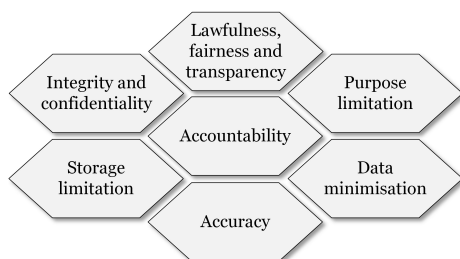 Lawfulness,
fairness and
transparency
Integrity and
confidentiality
Purpose
limitation
Accountability
Storage
limitation
Data
minimisation
Accuracy